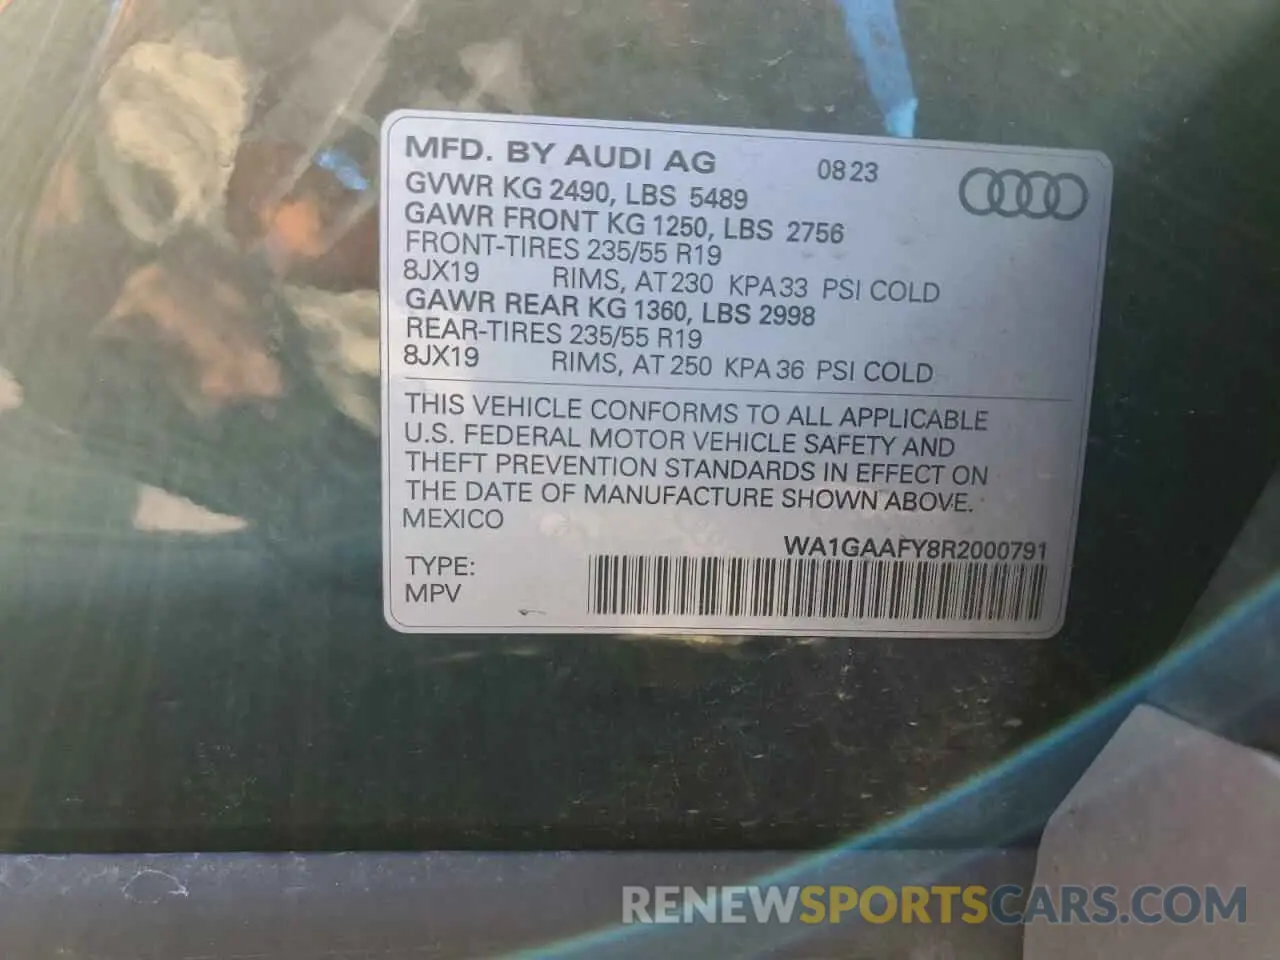 MFD. BY AUDI AG 08 23
GVWR KG 2490, LBS 5489
GAWR FRONT KG 1250, LBS 2756
FRONT-TIRES 235/55 R19
8JX19 RIMS, AT 230 KPA 33 PSI COLD
GAWR REAR KG 1360, LBS 2998
REAR-TIRES 235/55 R19
8JX19 RIMS, AT 250 KPA 36 PSI COLD
THIS VEHICLE CONFORMS TO ALL APPLICABLE
U.S. FEDERAL MOTOR VEHICLE SAFETY AND
THEFT PREVENTION STANDARDS IN EFFECT ON
THE DATE OF MANUFACTURE SHOWN ABOVE.
MEXICO
WA1GAAFY8R2000791
TYPE:
MPV
RENEWSPORTSCARS.COM